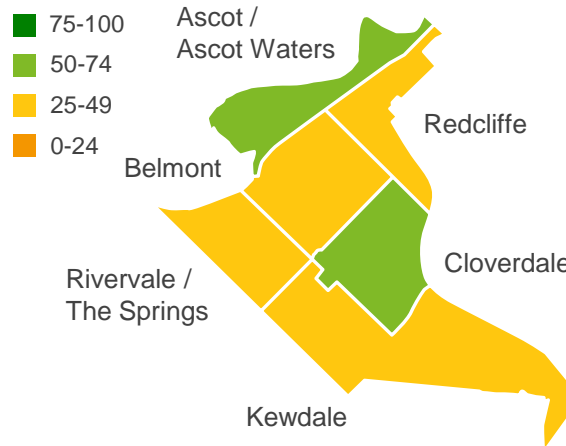 75-100
50-74
25-49
0-24
Ascot /
Ascot Waters
Redcliffe
Belmont
Cloverdale
Rivervale /
The Springs
Kewdale